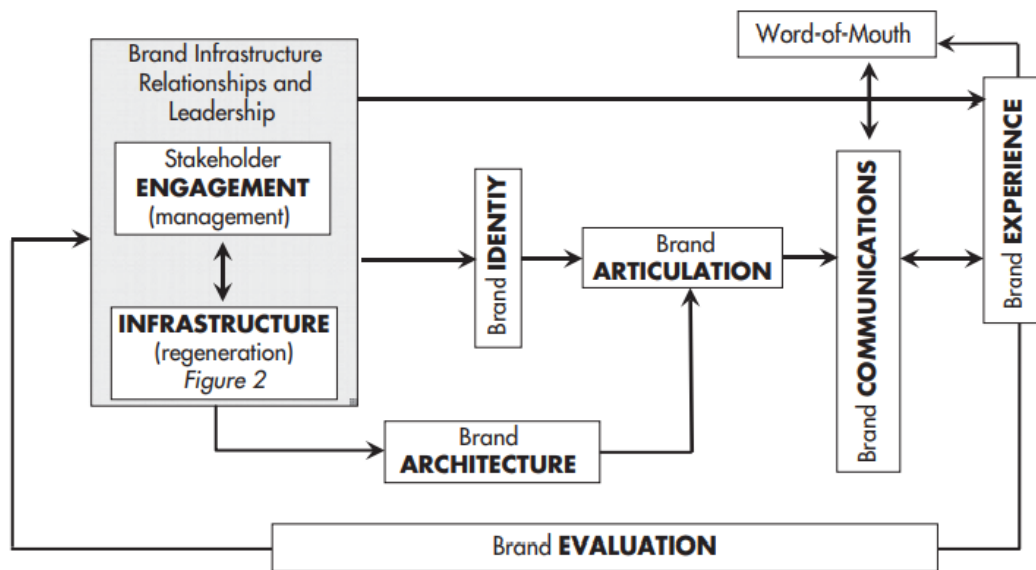 Word-of-Mouth
Brand Infrastructure
Relationships and
Leadership
Stakeholder
ENGAGEMENT
(management)
INFRASTRUCTURE
(regeneration)
Figure 2
Brand IDENTIY
Brand
ARTICULATION
Brand
ARCHITECTURE
Brand COMMUNICATIONS
Brand EXPERIENCE
Brand EVALUATION